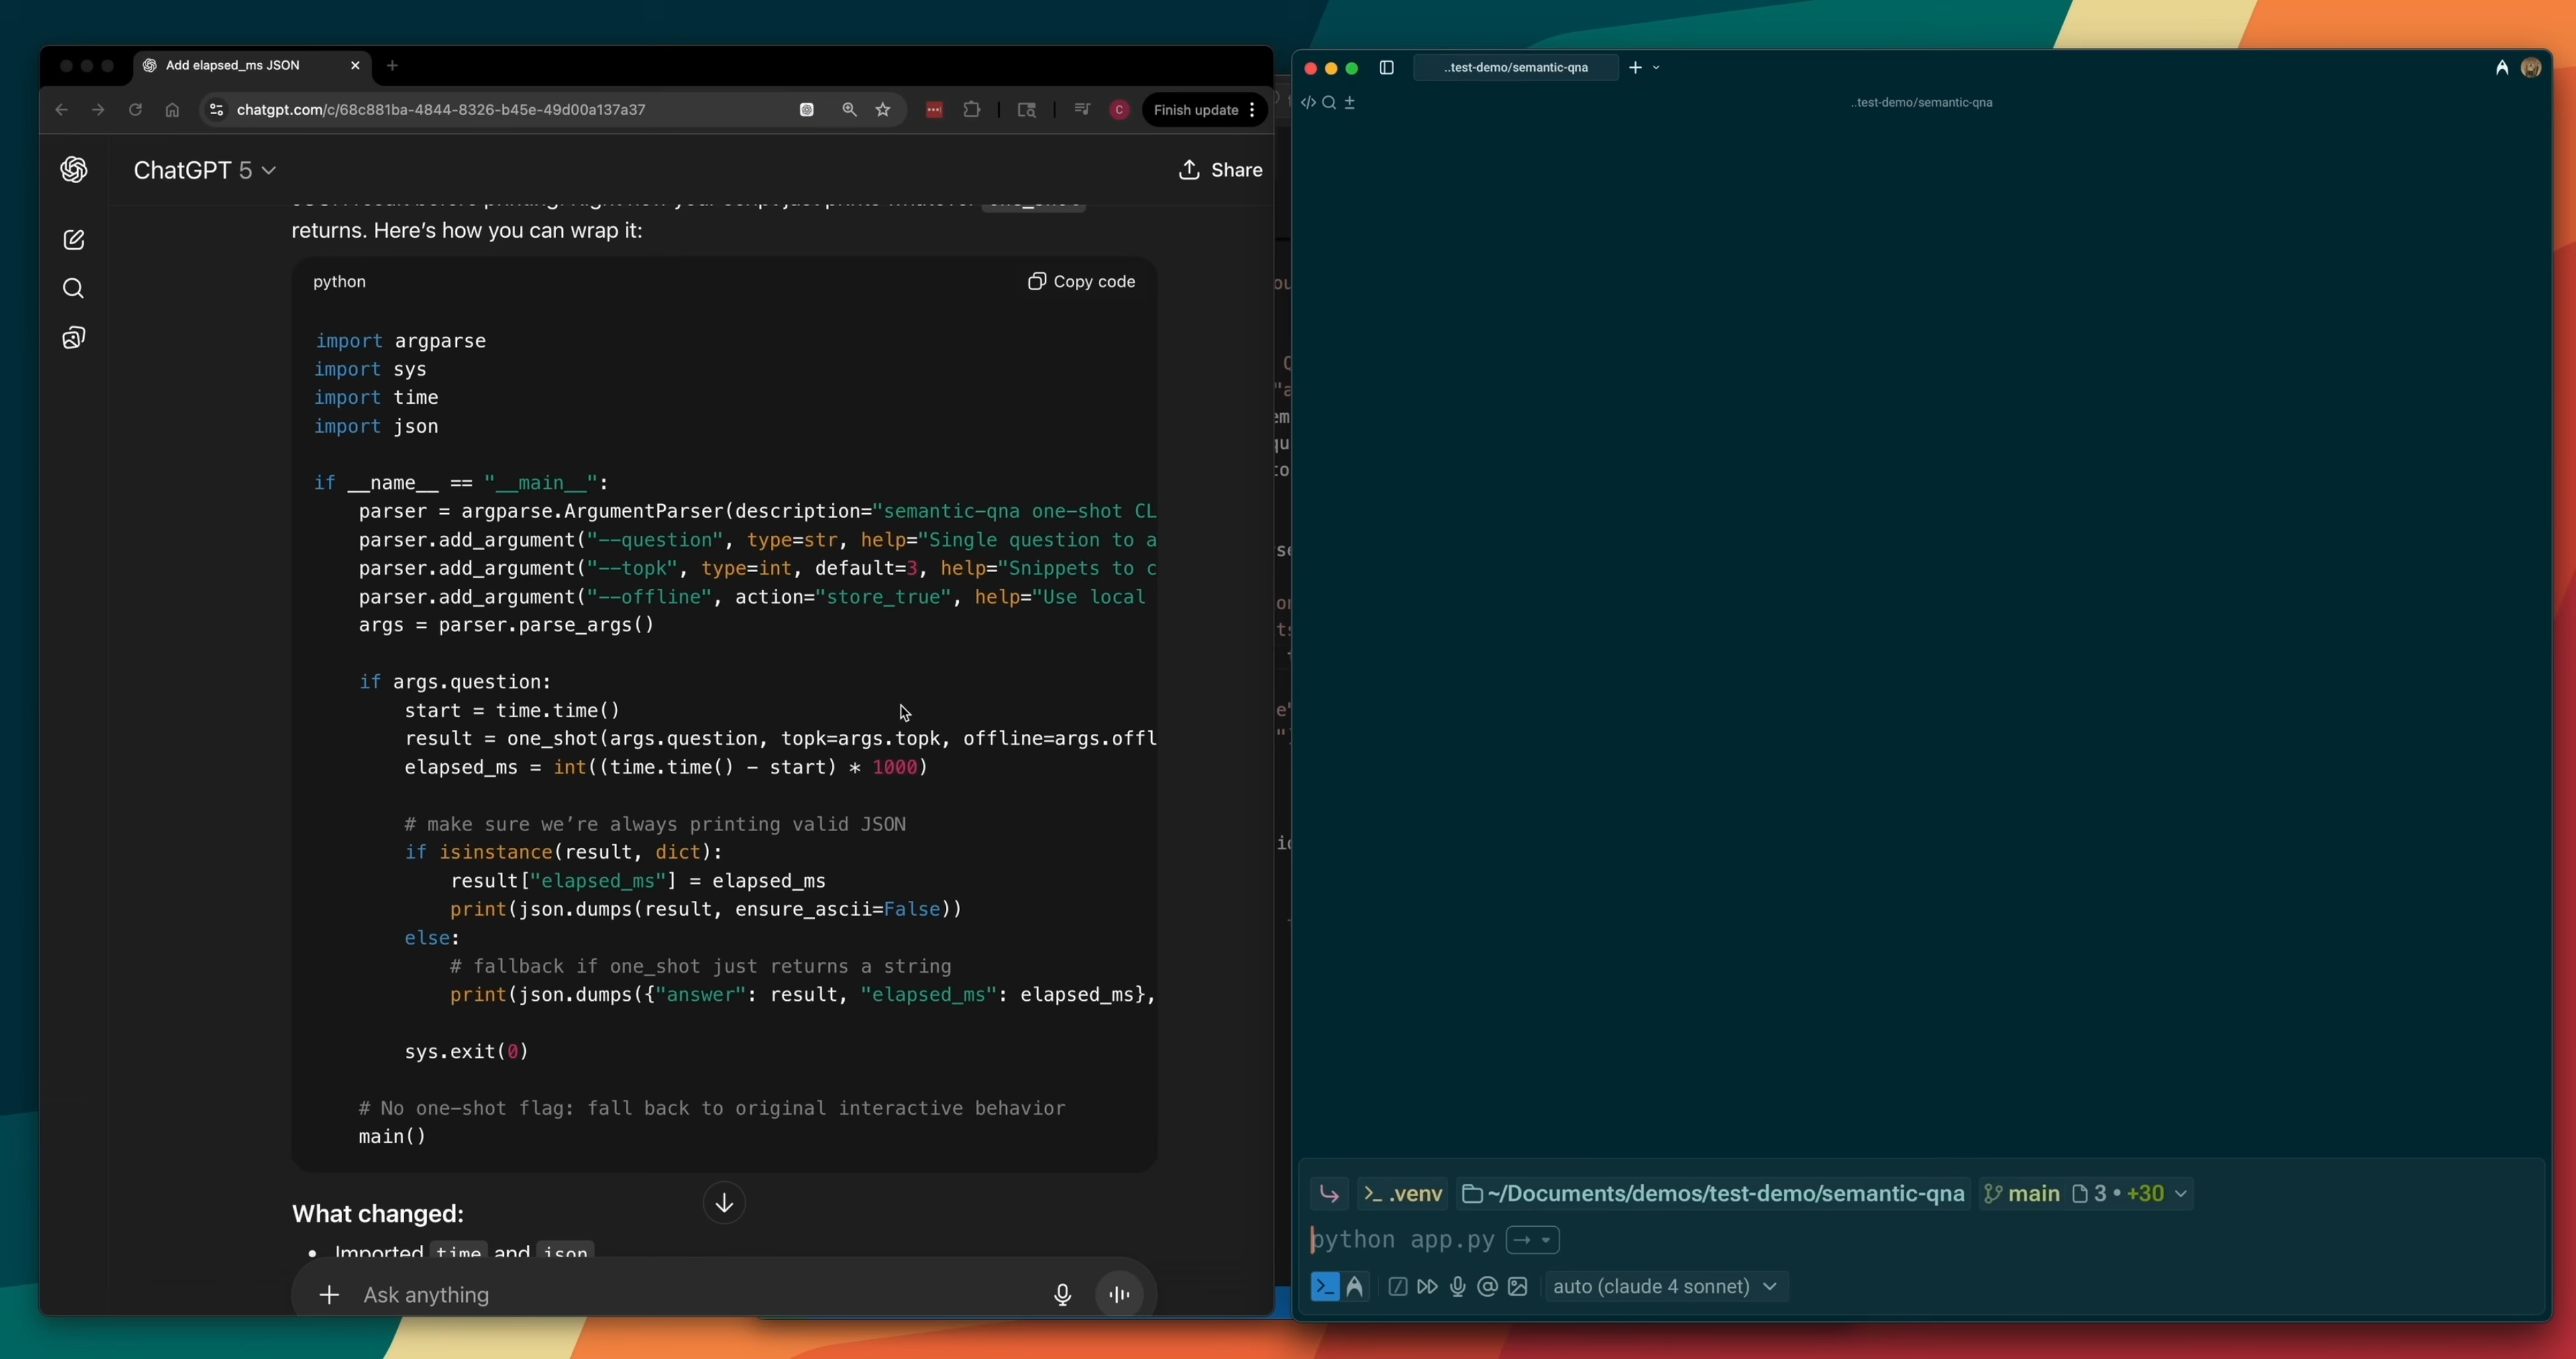 Add elapsed_ms JSON
chatgpt.com/c/68c881ba-4844-8326-b45e-49d00a137a37
C
Finish update
ChatGPT 5
Share
returns. Here’s how you can wrap it:
python
Copy code
import argparse
import sys
import time
import json
if __name__ == "__main__":
parser = argparse.ArgumentParser(description="semantic-qna one-shot CL
parser.add_argument("--question", type=str, help="Single question to a
parser.add_argument("--topk", type=int, default=3, help="Snippets to c
parser.add_argument("--offline", action="store_true", help="Use local
args = parser.parse_args()
if args.question:
start = time.time()
result = one_shot(args.question, topk=args.topk, offline=args.offl
elapsed_ms = int((time.time() - start) * 1000)
# make sure we’re always printing valid JSON
if isinstance(result, dict):
result["elapsed_ms"] = elapsed_ms
print(json.dumps(result, ensure_ascii=False))
else:
# fallback if one_shot just returns a string
print(json.dumps({"answer": result, "elapsed_ms": elapsed_ms},
sys.exit(0)
# No one-shot flag: fall back to original interactive behavior
main()
What changed:
• Imported time and json
Ask anything
..test-demo/semantic-qna
..test-demo/semantic-qna
.venv ~/Documents/demos/test-demo/semantic-qna main 3 • +30
python app.py
auto (claude 4 sonnet)